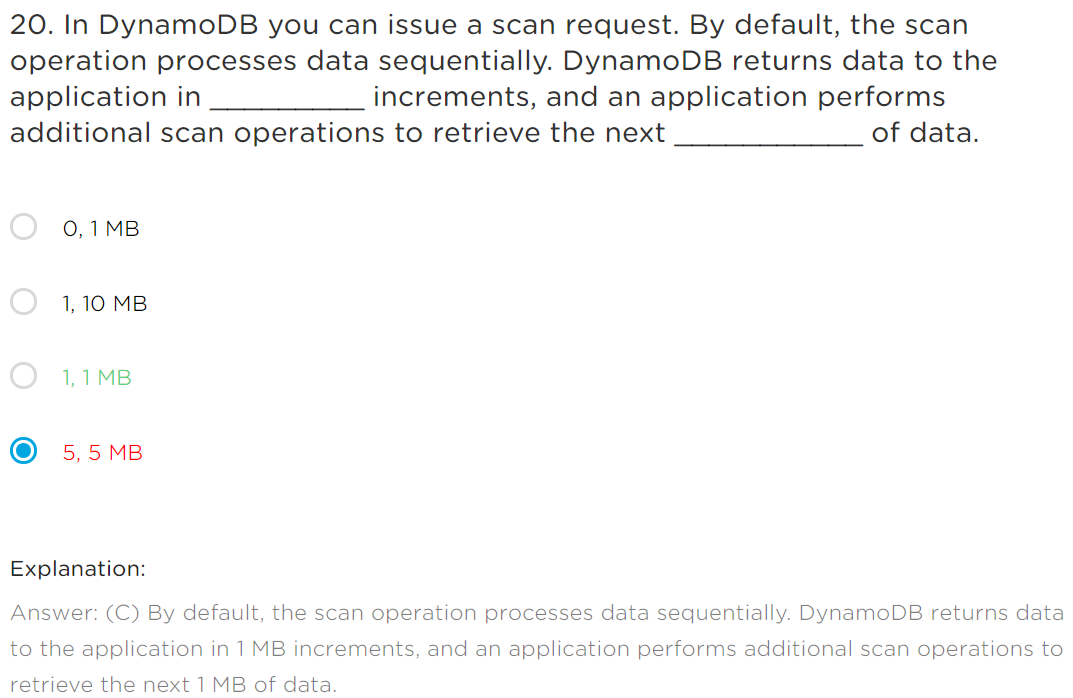 20. In DynamoDB you can issue a scan request. By default, the scan
operation processes data sequentially. DynamoDB returns data to the
application in __________ increments, and an application performs
additional scan operations to retrieve the next ____________ of data.
0, 1 MB
1, 10 MB
1, 1 MB
5, 5 MB
Explanation:
Answer: (C) By default, the scan operation processes data sequentially. DynamoDB returns data
to the application in 1 MB increments, and an application performs additional scan operations to
retrieve the next 1 MB of data.